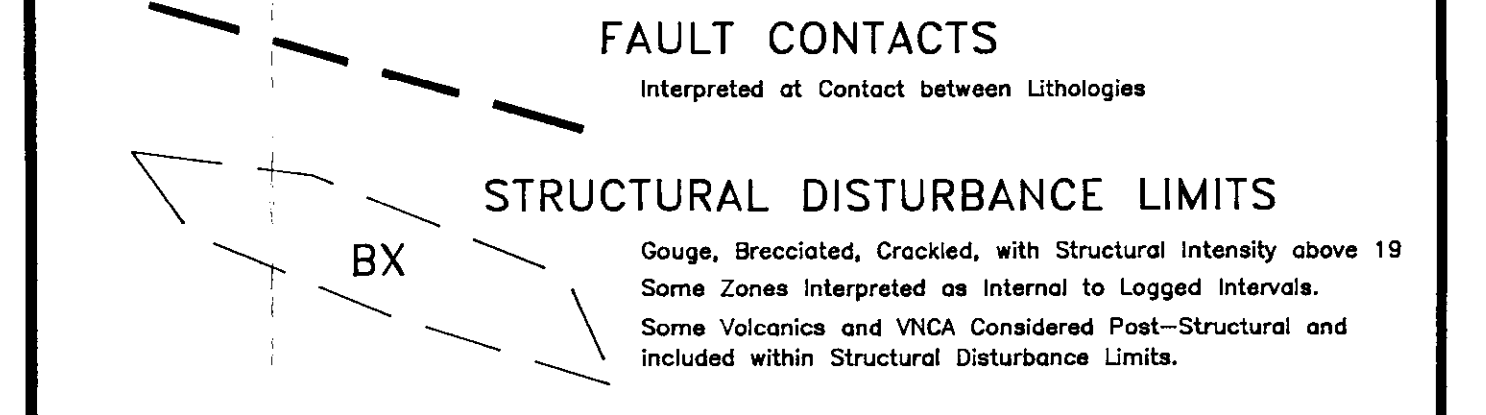 FAULT CONTACTS
Interpreted at Contact between Lithologies
STRUCTURAL DISTURBANCE LIMITS
BX
Gouge, Brecciated, Crackled, with Structural Intensity above 19
Some Zones Interpreted as Internal to Logged Intervals.
Some Volcanics and VNCA Considered Post-Structural and
included within Structural Disturbance Limits.